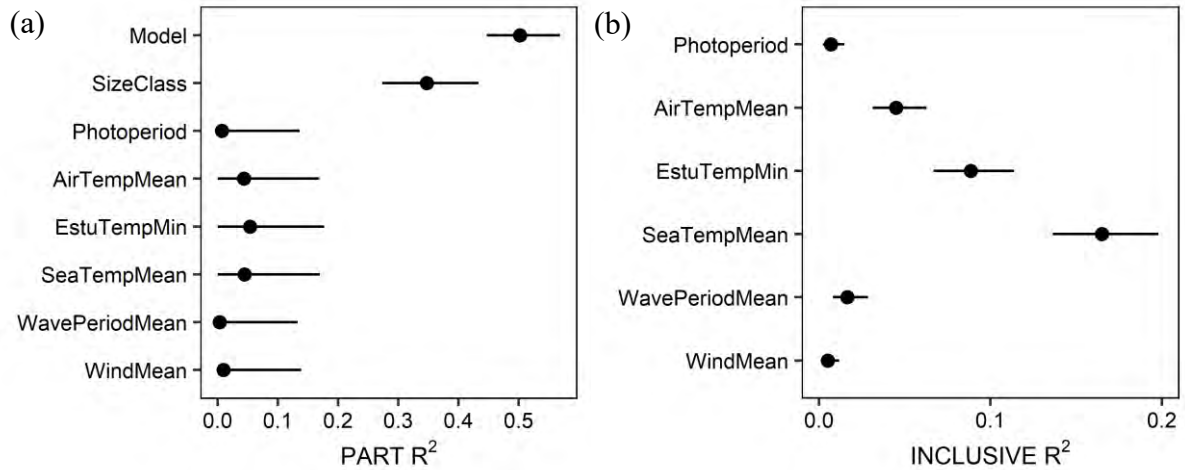 (a)
Model
SizeClass
Photoperiod
AirTempMean
EstuTempMin
SeaTempMean
WavePeriodMean
WindMean
0.0 0.1 0.2 0.3 0.4 0.5
PART R²
(b)
Photoperiod
AirTempMean
EstuTempMin
SeaTempMean
WavePeriodMean
WindMean
0.0 0.1 0.2
INCLUSIVE R²